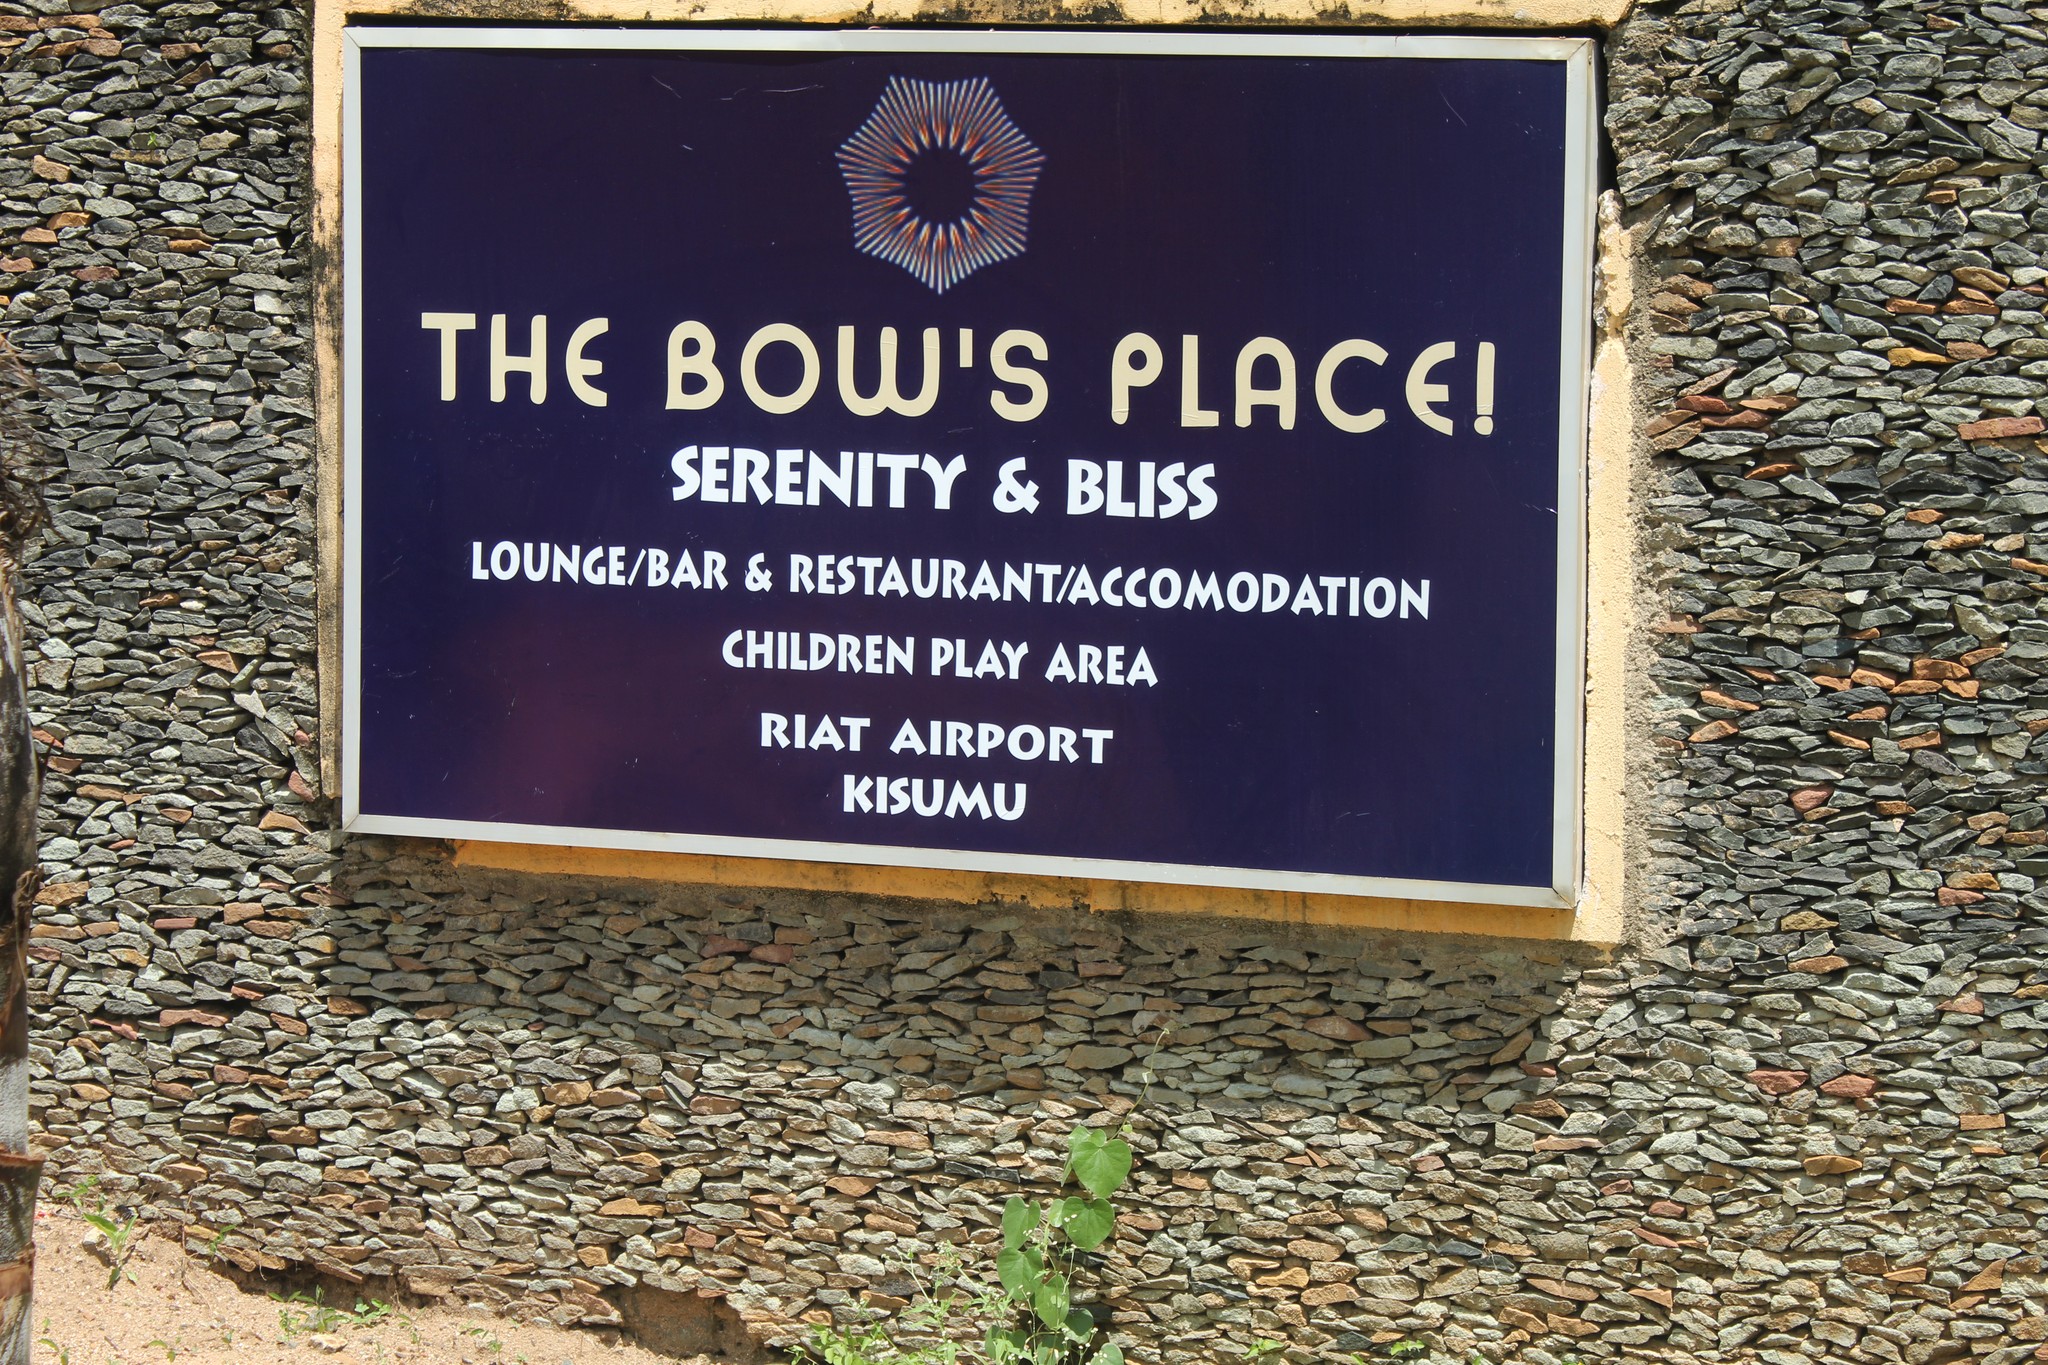 THE BOW'S PLACE!
SERENITY & BLISS
LOUNGE/BAR & RESTAURANT/ACCOMODATION
CHILDREN PLAY AREA
RIAT AIRPORT
KISUMU